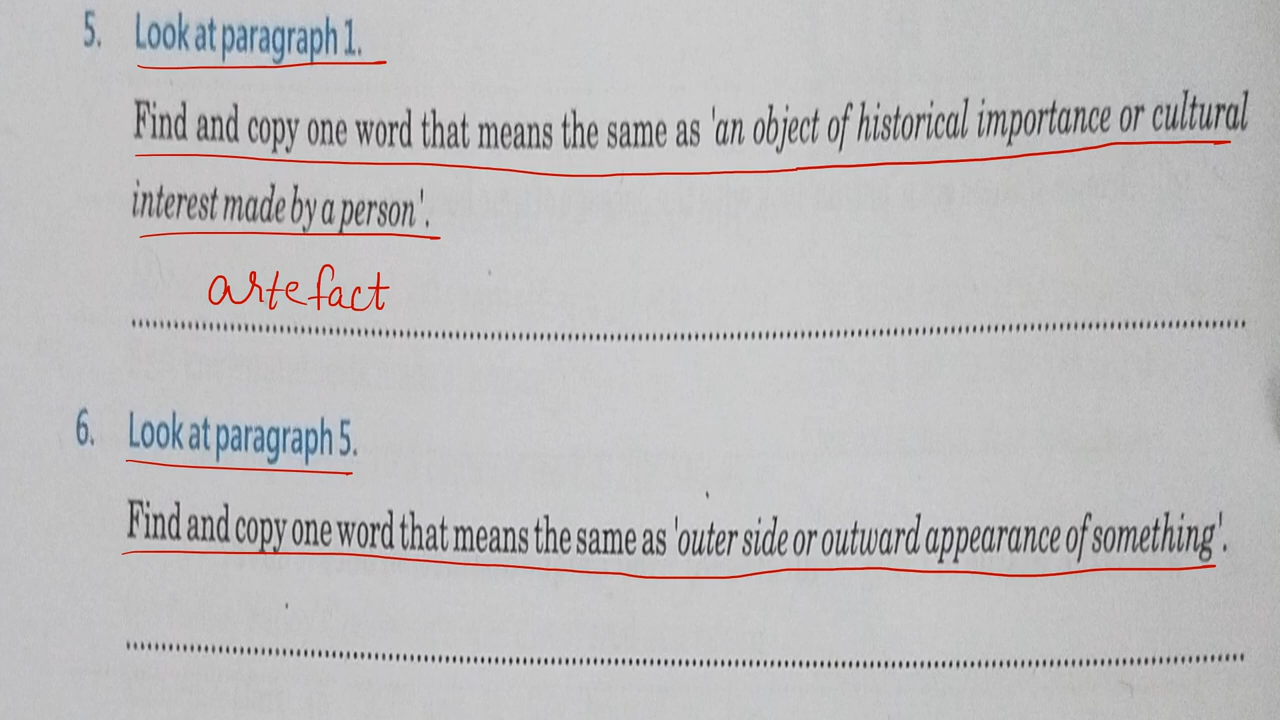 5. Look at paragraph 1.
Find and copy one word that means the same as 'an object of historical importance or cultural
interest made by a person'.
artefact
6. Look at paragraph 5.
Find and copy one word that means the same as 'outer side or outward appearance of something'.